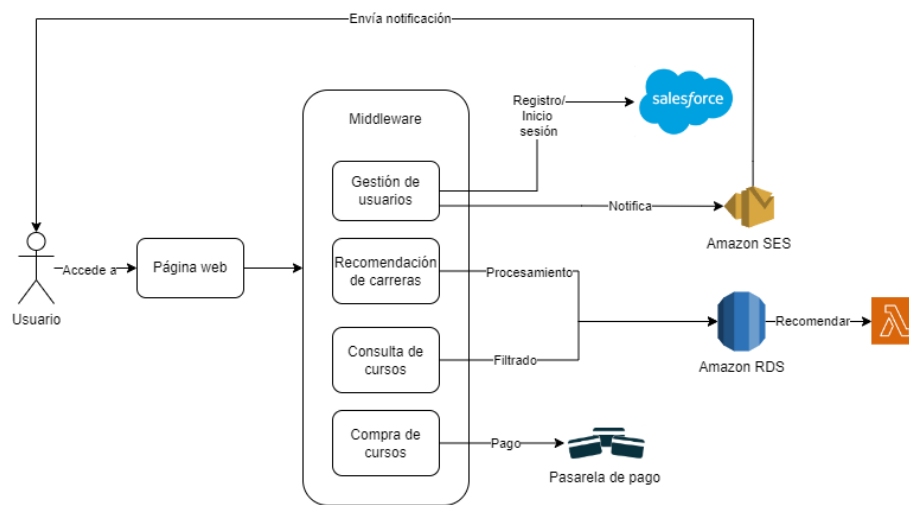 Envía notificación
Middleware
Registro/
Inicio
sesión
salesforce
Gestión de
usuarios
Notifica
Amazon SES
Usuario
Accede a
Página web
Recomendación
de carreras
Procesamiento
Amazon RDS
Recomendar
Consulta de
cursos
Filtrado
Compra de
cursos
Pago
Pasarela de pago